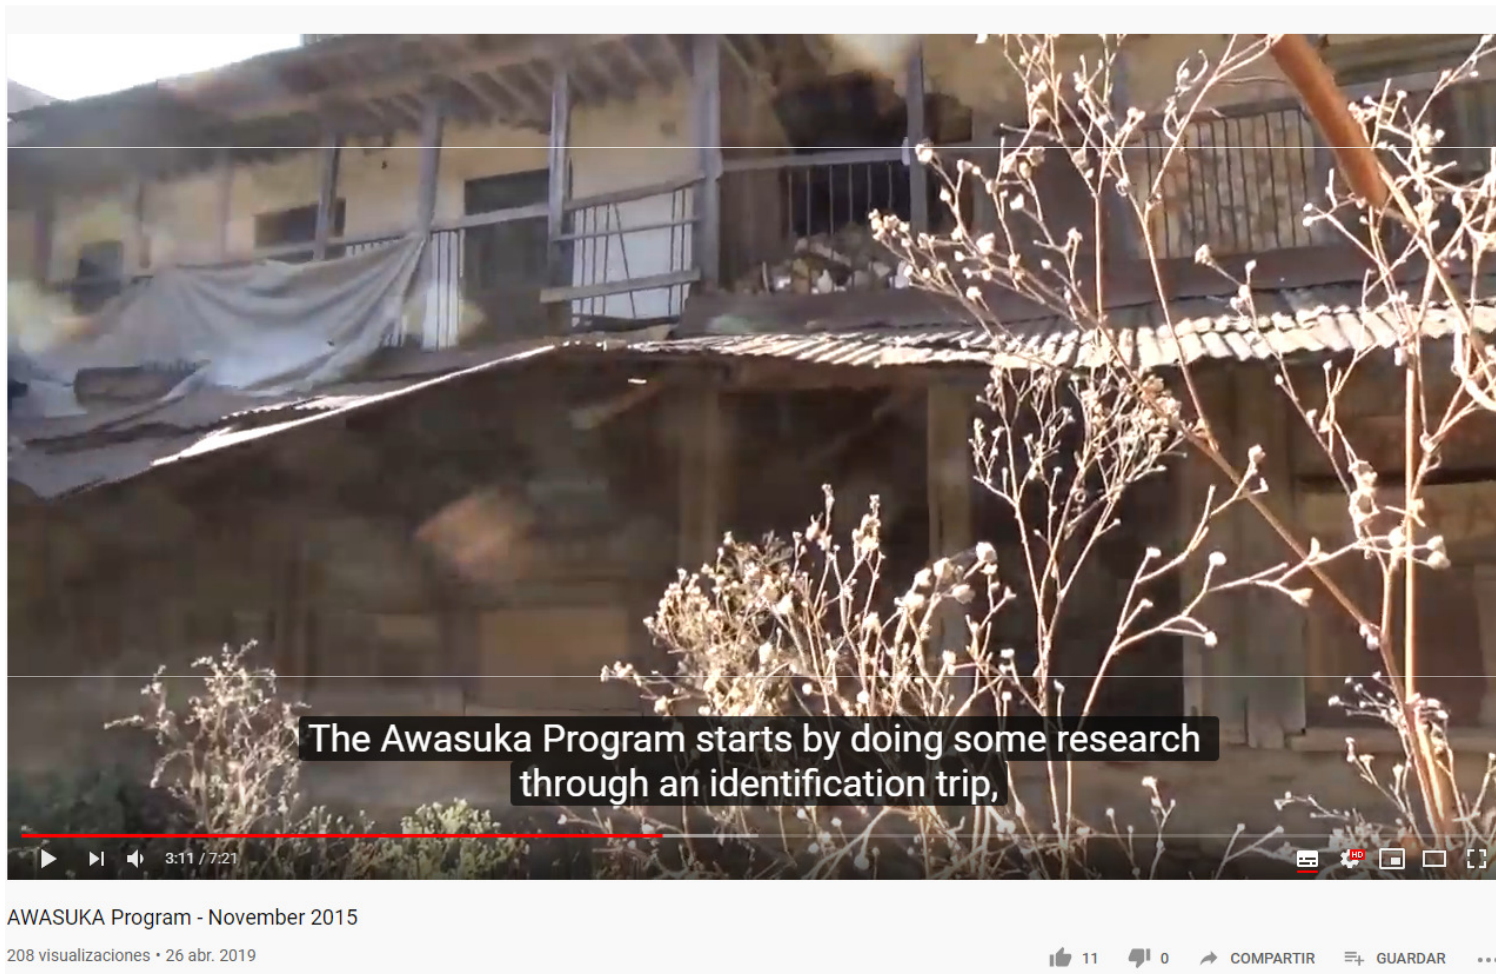 The Awasuka Program starts by doing some research
through an identification trip,
3:11 / 7:21
HD
AWASUKA Program - November 2015
208 visualizaciones • 26 abr. 2019
11
0
COMPARTIR
GUARDAR